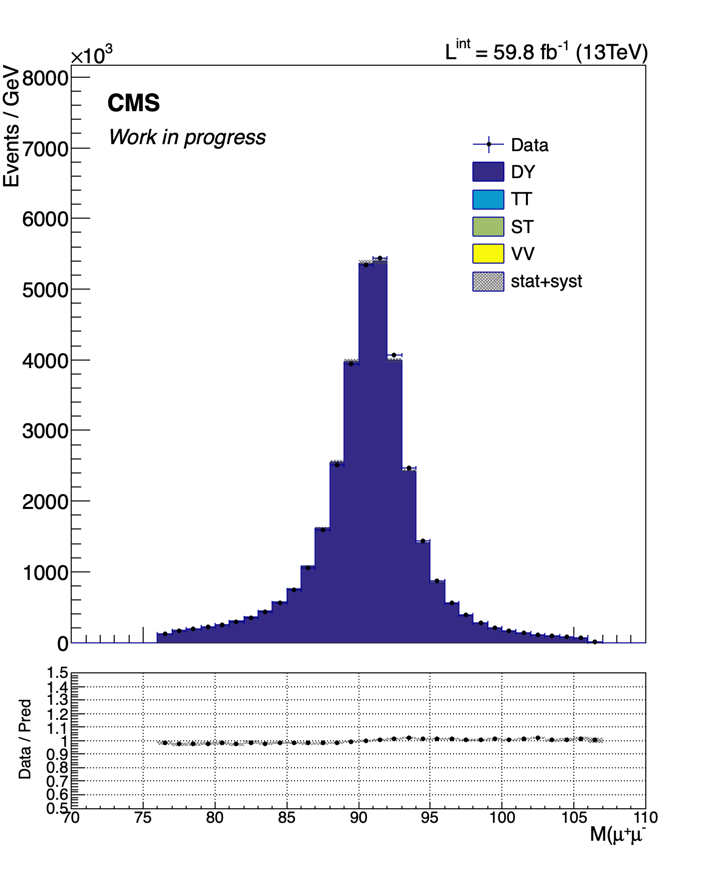 ×10³
L^int = 59.8 fb⁻¹ (13TeV)
Events / GeV
8000
7000
6000
5000
4000
3000
2000
1000
0
CMS
Work in progress
Data
DY
TT
ST
VV
stat+syst
Data / Pred
1.5
1.4
1.3
1.2
1.1
1
0.9
0.8
0.7
0.6
0.5
70 75 80 85 90 95 100 105 110
M(μ⁺μ⁻